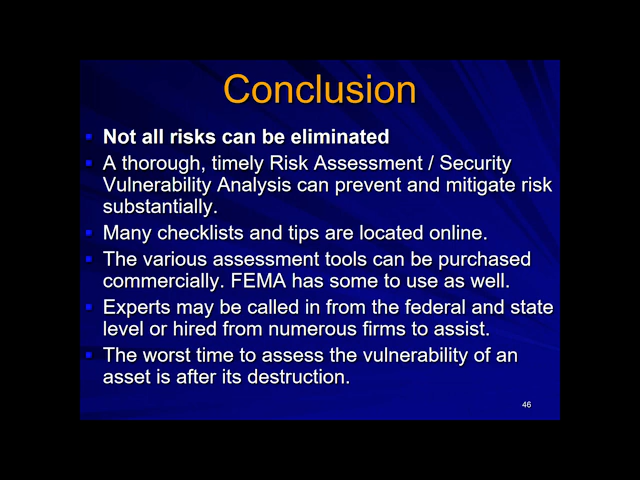 Conclusion
Not all risks can be eliminated
A thorough, timely Risk Assessment / Security
Vulnerability Analysis can prevent and mitigate risk
substantially.
Many checklists and tips are located online.
The various assessment tools can be purchased
commercially. FEMA has some to use as well.
Experts may be called in from the federal and state
level or hired from numerous firms to assist.
The worst time to assess the vulnerability of an
asset is after its destruction.
46